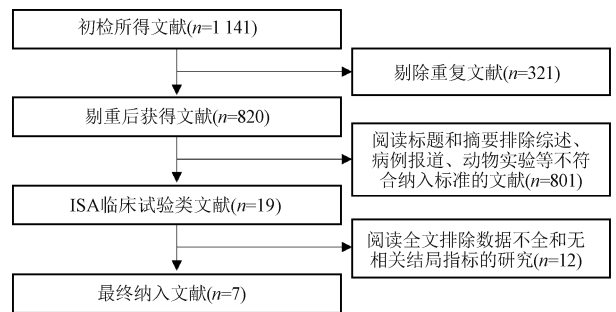 初检所得文献(n=1 141)
剔除重复文献(n=321)
剔重后获得文献(n=820)
阅读标题和摘要排除综述、
病例报道、动物实验等不符
合纳入标准的文献(n=801)
ISA临床试验类文献(n=19)
阅读全文排除数据不全和无
相关结局指标的研究(n=12)
最终纳入文献(n=7)